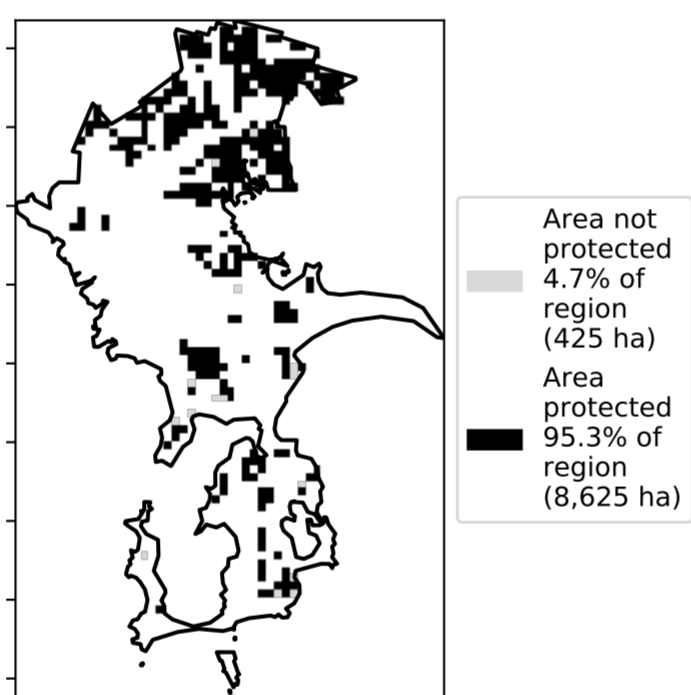 Area not
protected
4.7% of
region
(425 ha)
Area
protected
95.3% of
region
(8,625 ha)